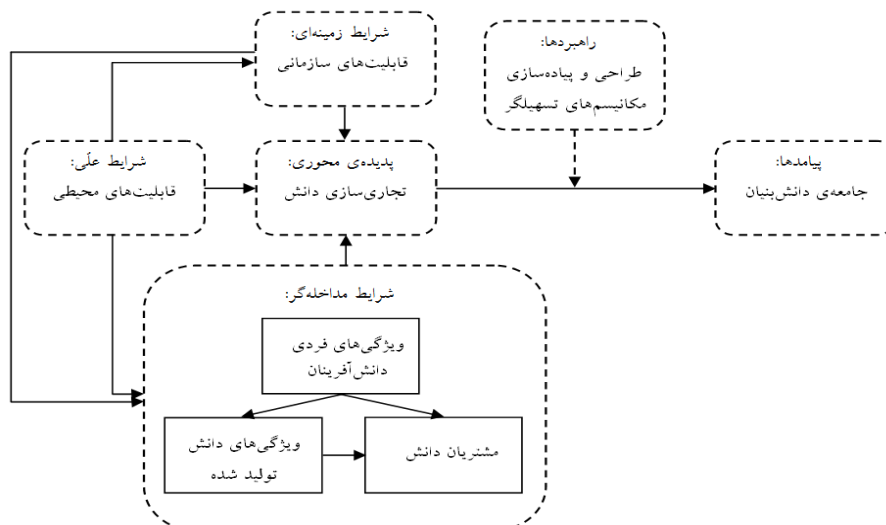 شرایط زمینه‌ای:
قابلیت‌های سازمانی
راهبردها:
طراحی و پیاده‌سازی
مکانیسم‌های تسهیلگر
شرایط علّی:
قابلیت‌های محیطی
پدیده‌ی محوری:
تجاری‌سازی دانش
پیامدها:
جامعه‌ی دانش‌بنیان
شرایط مداخله‌گر:
ویژگی‌های فردی
دانش‌آفرینان
ویژگی‌های دانش
تولید شده
مشنریان دانش